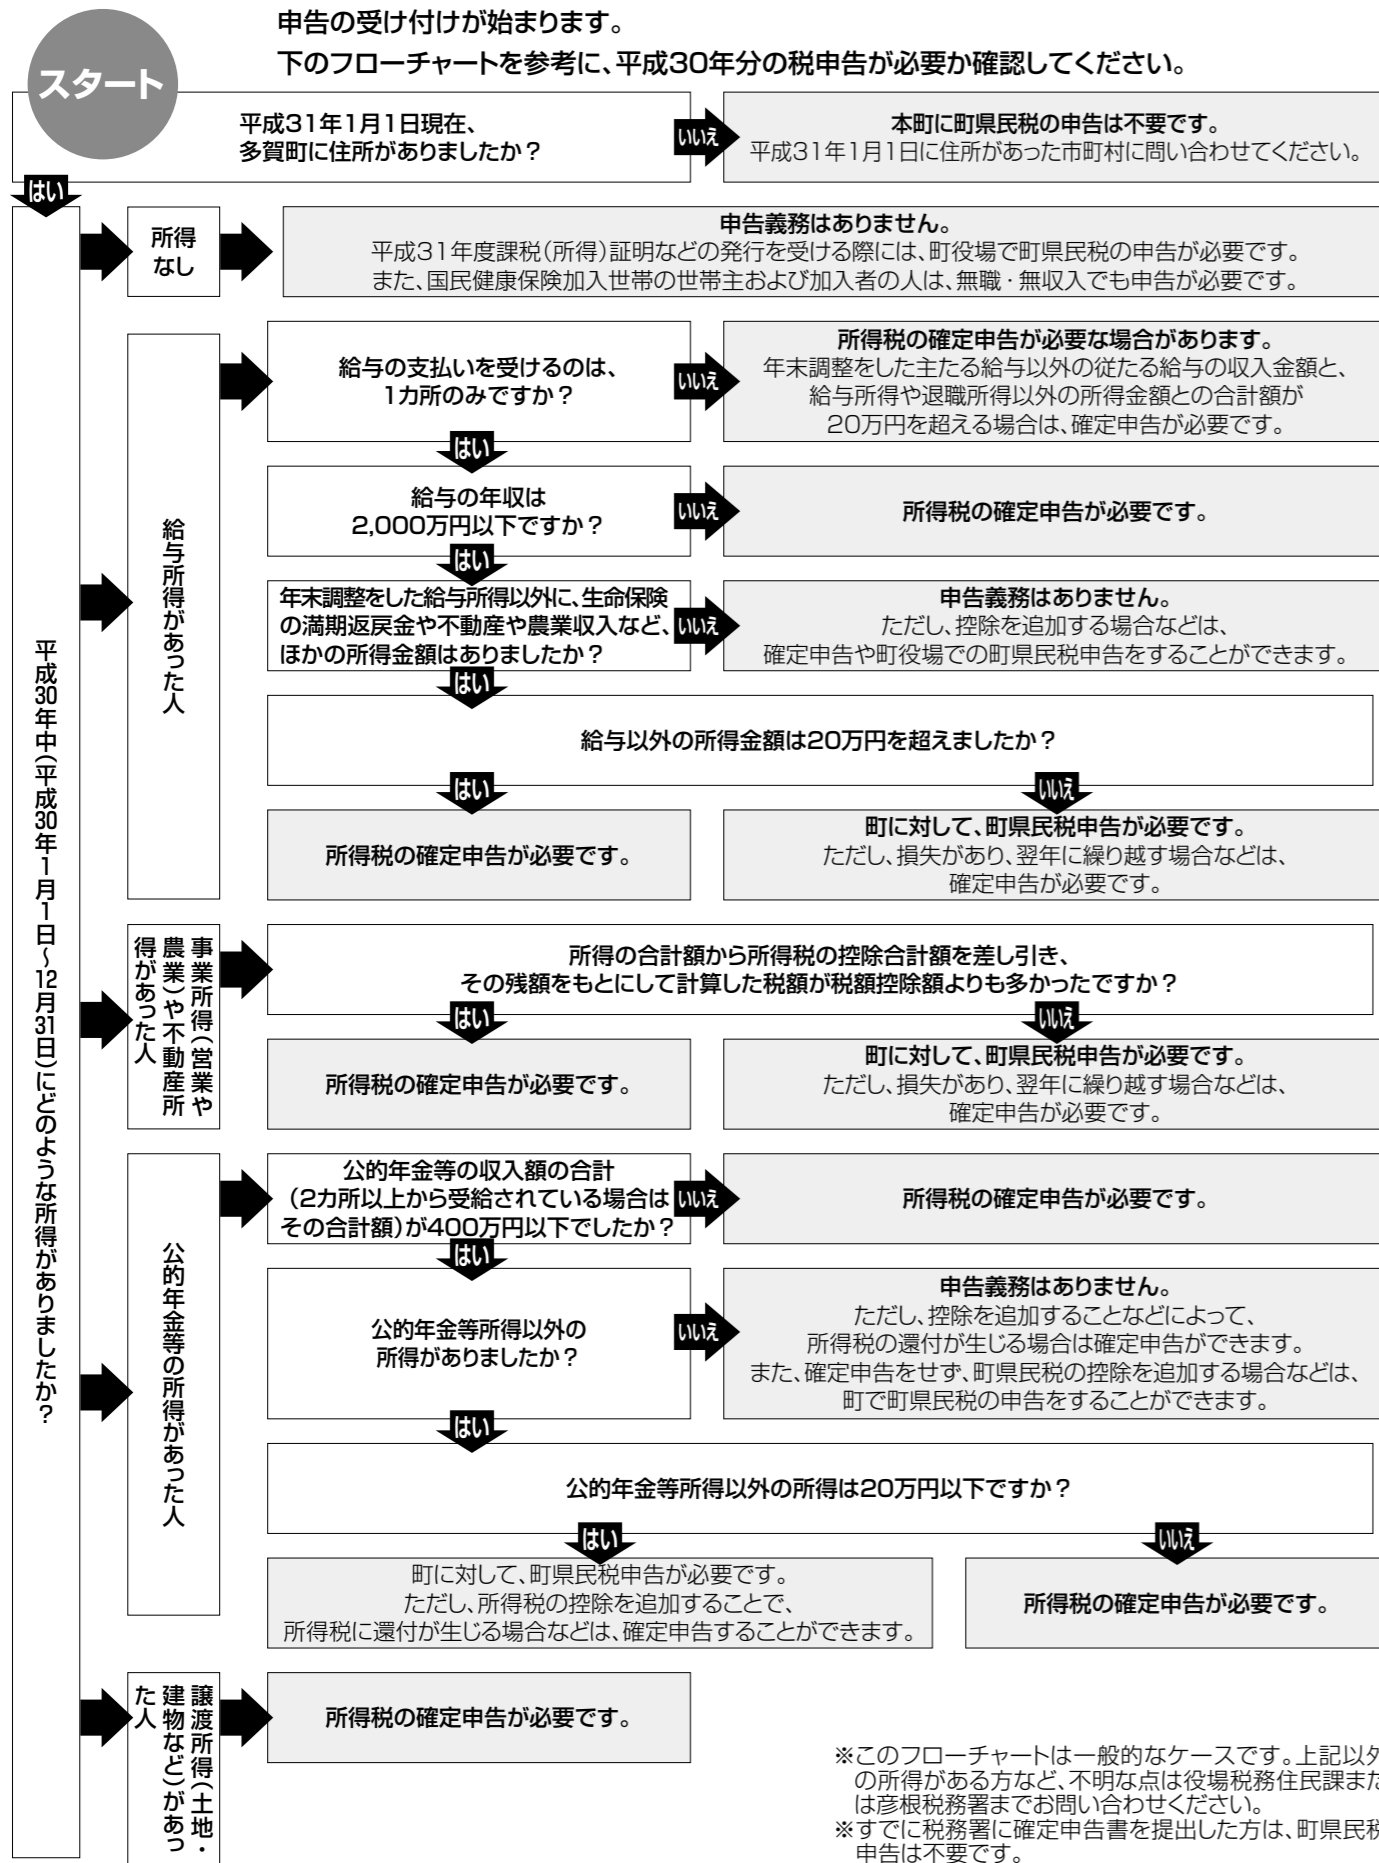 スタート
申告の受け付けが始まります。
下のフローチャートを参考に、平成30年分の税申告が必要か確認してください。
平成31年1月1日現在、
多賀町に住所がありましたか？
いいえ
本町に町県民税の申告は不要です。
平成31年1月1日に住所があった市町村に問い合わせてください。
はい
平成30年中（平成30年1月1日～12月31日）にどのような所得がありましたか？
所得
なし
申告義務はありません。
平成31年度課税（所得）証明などの発行を受ける際には、町役場で町県民税の申告が必要です。
また、国民健康保険加入世帯の世帯主および加入者の人は、無職・無収入でも申告が必要です。
給与所得があった人
給与の支払いを受けるのは、
1カ所のみですか？
いいえ
所得税の確定申告が必要な場合があります。
年末調整をした主たる給与以外の従たる給与の収入金額と、
給与所得や退職所得以外の所得金額との合計額が
20万円を超える場合は、確定申告が必要です。
はい
給与の年収は
2,000万円以下ですか？
いいえ
所得税の確定申告が必要です。
はい
年末調整をした給与所得以外に、生命保険
の満期返戻金や不動産や農業収入など、
ほかの所得金額はありましたか？
いいえ
申告義務はありません。
ただし、控除を追加する場合などは、
確定申告や町役場での町県民税申告をすることができます。
はい
給与以外の所得金額は20万円を超えましたか？
はい
いいえ
所得税の確定申告が必要です。
町に対して、町県民税申告が必要です。
ただし、損失があり、翌年に繰り越す場合などは、
確定申告が必要です。
事業所得（営業や
農業）や不動産所
得があった人
所得の合計額から所得税の控除合計額を差し引き、
その残額をもとにして計算した税額が税額控除額よりも多かったですか？
はい
いいえ
所得税の確定申告が必要です。
町に対して、町県民税申告が必要です。
ただし、損失があり、翌年に繰り越す場合などは、
確定申告が必要です。
公的年金等の所得があった人
公的年金等の収入額の合計
（2カ所以上から受給されている場合は
その合計額）が400万円以下でしたか？
いいえ
所得税の確定申告が必要です。
はい
公的年金等所得以外の
所得がありましたか？
いいえ
申告義務はありません。
ただし、控除を追加することなどによって、
所得税の還付が生じる場合は確定申告ができます。
また、確定申告をせず、町県民税の控除を追加する場合などは、
町で町県民税の申告をすることができます。
はい
公的年金等所得以外の所得は20万円以下ですか？
はい
いいえ
町に対して、町県民税申告が必要です。
ただし、所得税の控除を追加することで、
所得税に還付が生じる場合などは、確定申告することができます。
所得税の確定申告が必要です。
譲渡所得（土地・
建物など）があっ
た人
所得税の確定申告が必要です。
※このフローチャートは一般的なケースです。上記以外
の所得がある方など、不明な点は役場税務住民課また
は彦根税務署までお問い合わせください。
※すでに税務署に確定申告書を提出した方は、町県民税
申告は不要です。